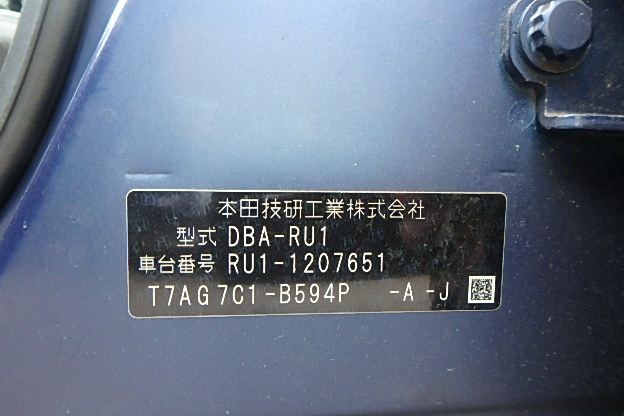 本田技研工業株式会社
型式 DBA-RU1
車台番号 RU1-1207651
T7AG7C1-B594P -A-J